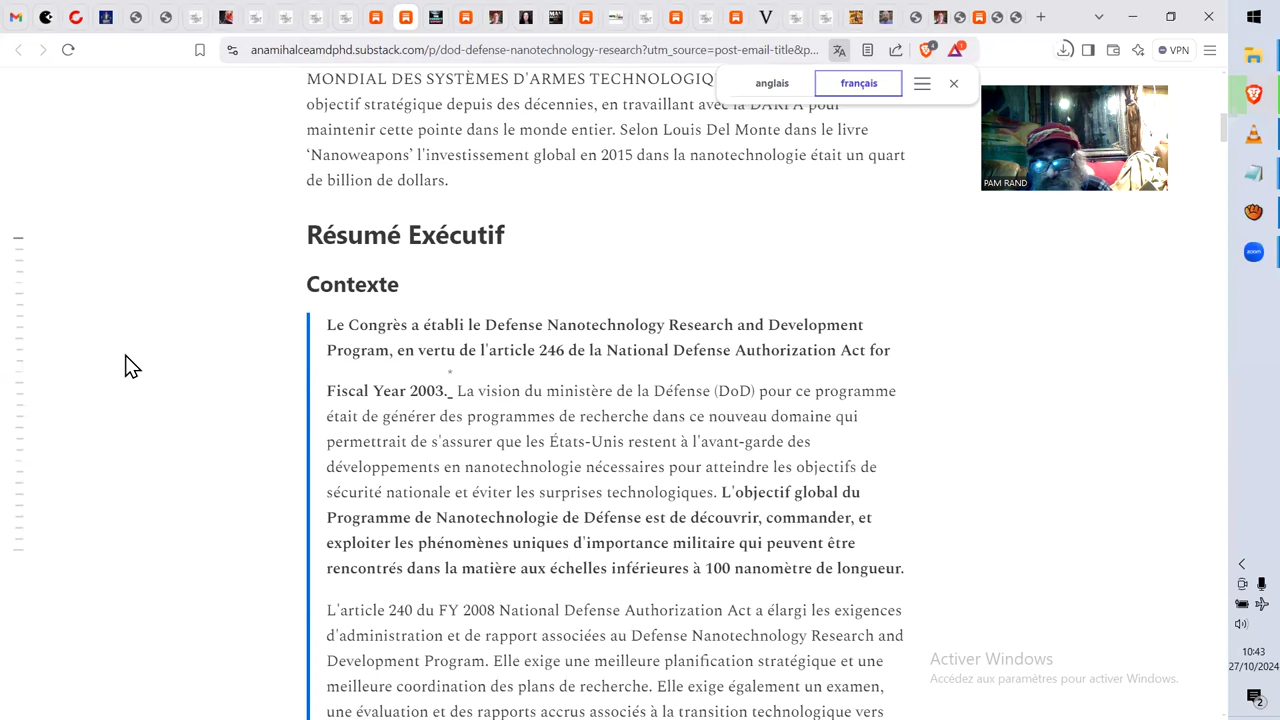 anamihalceamdphd.substack.com/p/dod-defense-nanotechnology-research?utm_source=post-email-title&p...
VPN
anglais
français
MONDIAL DES SYSTÈMES D'ARMES TECHNOLOGIQ
objectif stratégique depuis des décennies, en travaillant avec la DARPA pour
maintenir cette pointe dans le monde entier. Selon Louis Del Monte dans le livre
‘Nanoweapons’ l’investissement global en 2015 dans la nanotechnologie était un quart
de billion de dollars.
PAM RAND
Résumé Exécutif
Contexte
Le Congrès a établi le Defense Nanotechnology Research and Development
Program, en vertu de l'article 246 de la National Defense Authorization Act for
Fiscal Year 2003. La vision du ministère de la Défense (DoD) pour ce programme
était de générer des programmes de recherche dans ce nouveau domaine qui
permettrait de s'assurer que les États-Unis restent à l'avant-garde des
développements en nanotechnologie nécessaires pour atteindre les objectifs de
sécurité nationale et éviter les surprises technologiques. L'objectif global du
Programme de Nanotechnologie de Défense est de découvrir, commander, et
exploiter les phénomènes uniques d'importance militaire qui peuvent être
rencontrés dans la matière aux échelles inférieures à 100 nanomètre de longueur.
L'article 240 du FY 2008 National Defense Authorization Act a élargi les exigences
d'administration et de rapport associées au Defense Nanotechnology Research and
lopment Program. Elle exige une meilleure planification stratégique et une
ure coordination des plans de recherche. Elle exige également un examen,
une évaluation et des rapports accrus associés à la transition technologique vers
Activer Windows
Accédez aux paramètres pour activer Windows.
zoom
10:43
27/10/2024
2